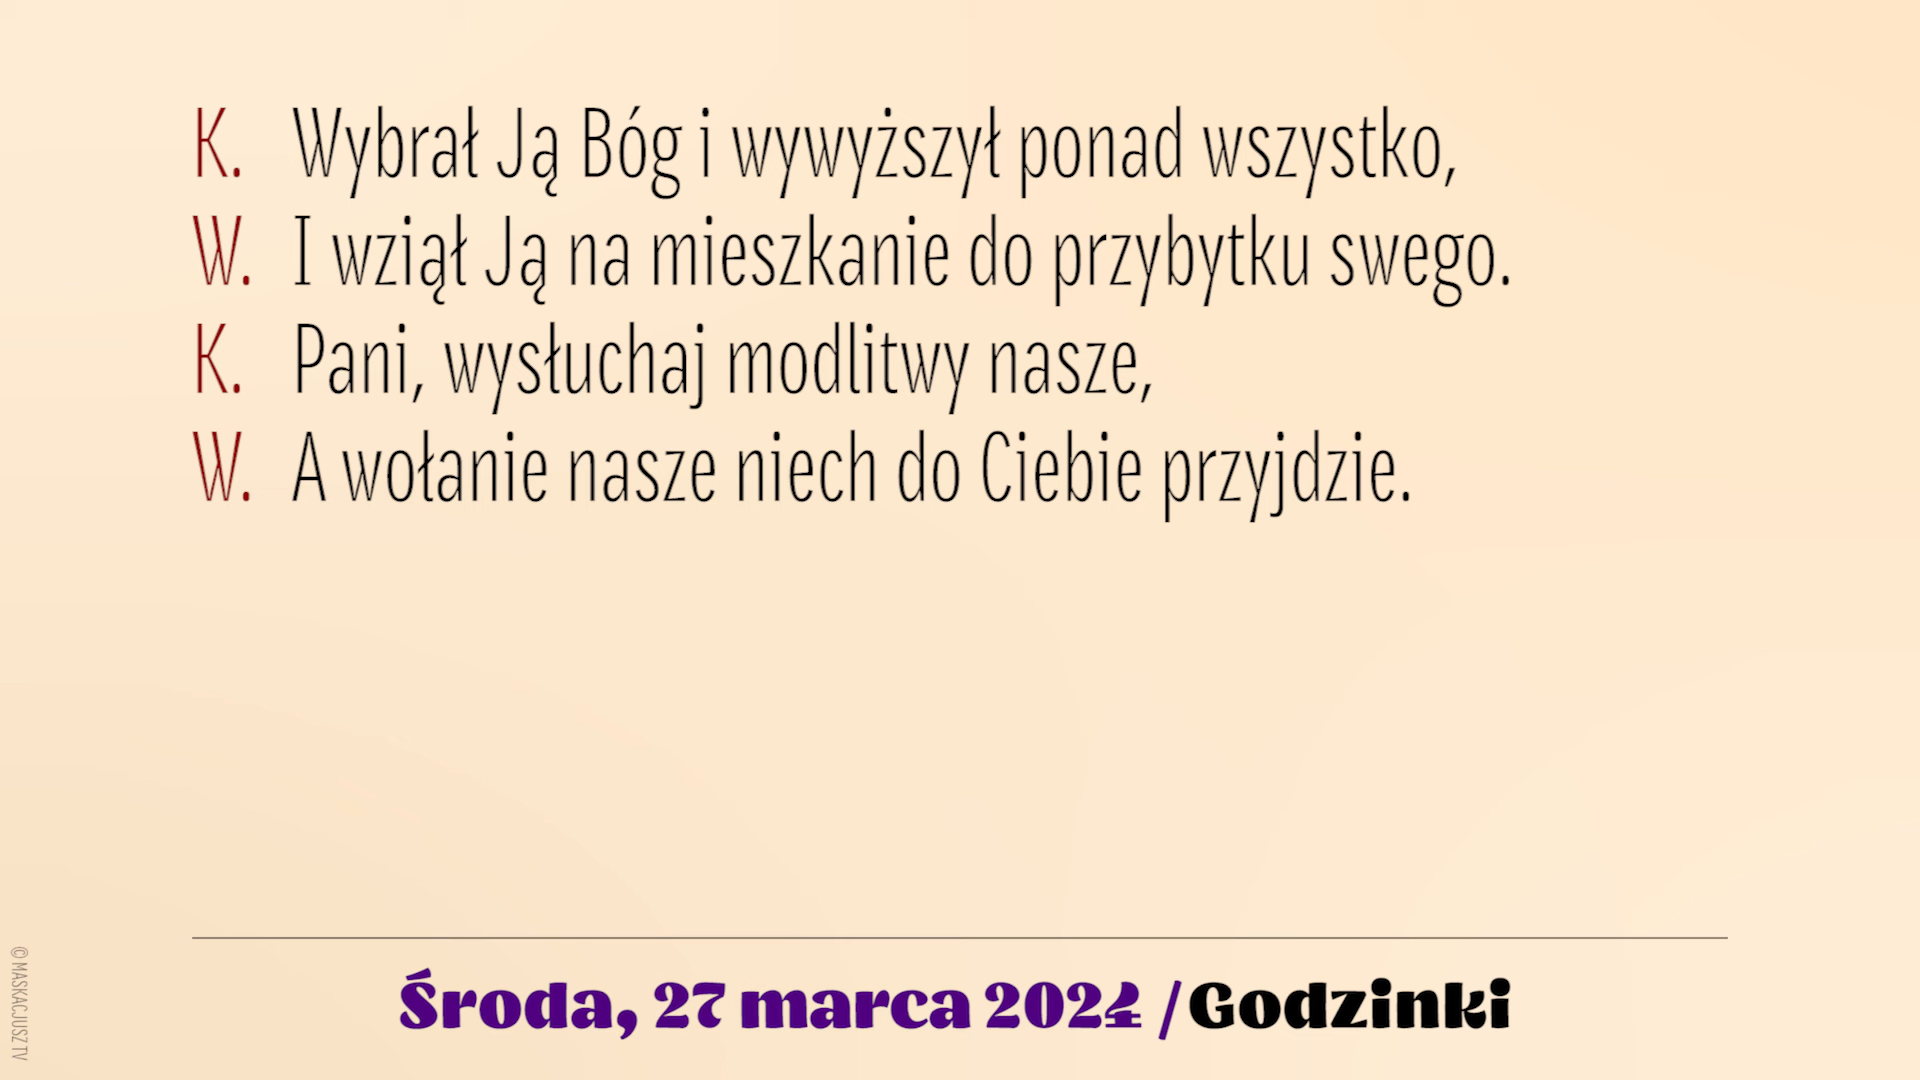 K. Wybrał Ją Bóg i wywyższył ponad wszystko,
W. I wziął Ją na mieszkanie do przybytku swego.
K. Pani, wysłuchaj modlitwy nasze,
W. A wołanie nasze niech do Ciebie przyjdzie.
Środa, 27 marca 2024 / Godzinki
© MASKACJUSZ TV